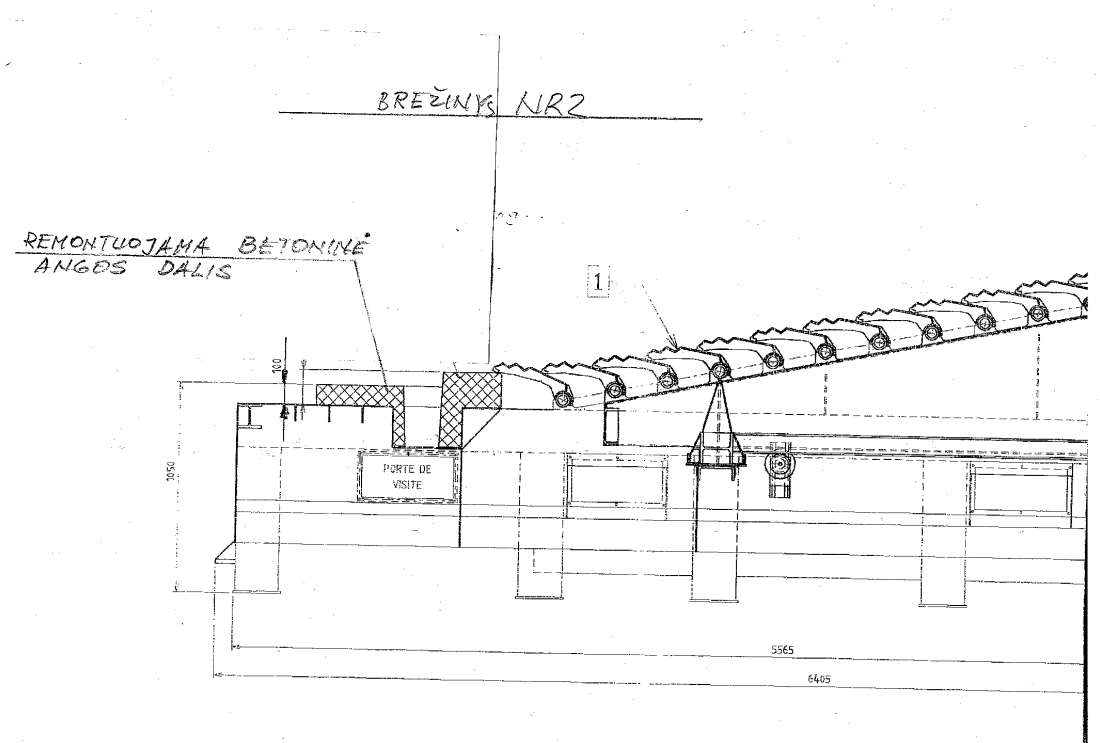 BREŽINYS NR2
REMONTUOJAMA BETONINĖ
ANGOS DALIS
1
100
1050
PORTE DE
VISITE
5565
6405